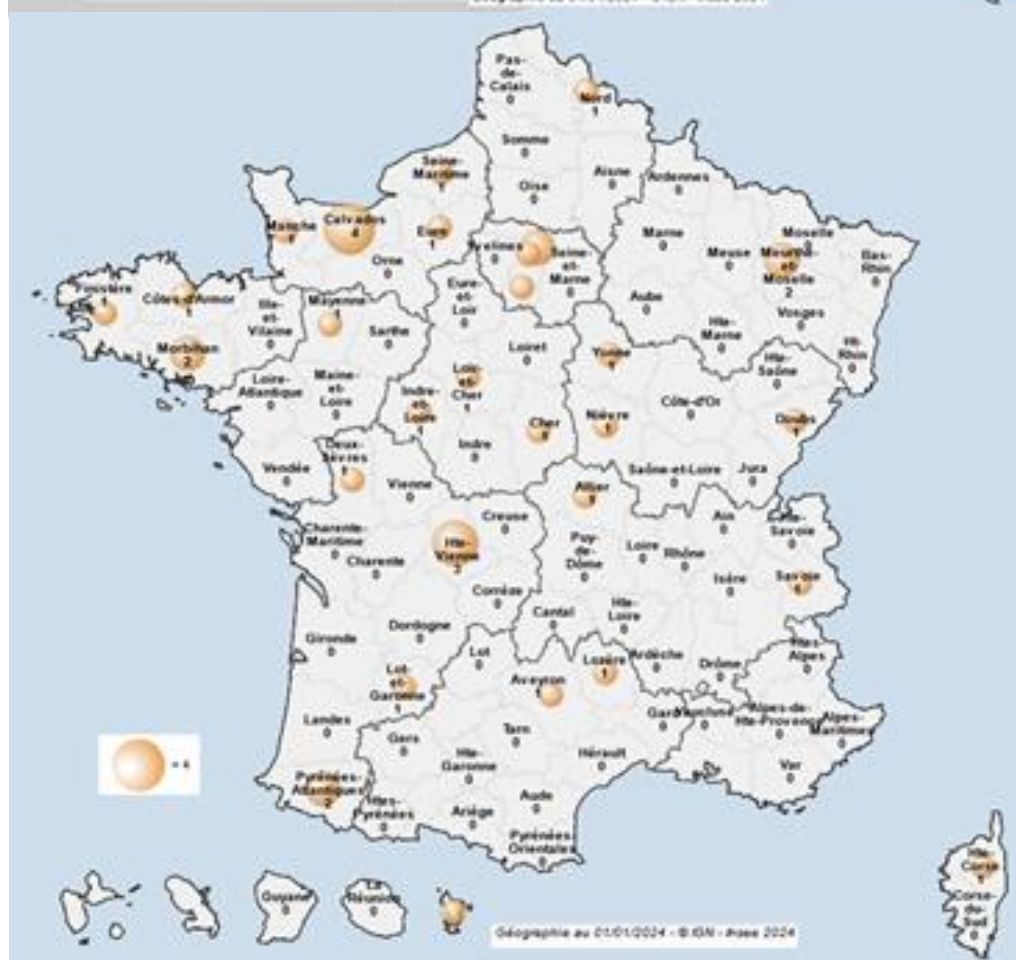 Pas-
de-
Calais
0
Nord
1
Somme
0
Seine-
Maritime
1
Aisne
0
Ardennes
0
Oise
0
Manche
1
Calvados
4
Eure
1
Marne
0
Moselle
0
Yvelines
0
Seine-
et-
Marne
0
Meuse
0
Meurthe-
et-
Moselle
2
Bas-
Rhin
0
Orne
0
Finistère
1
Côtes-d'Armor
1
Ille-
et-
Vilaine
0
Mayenne
1
Eure-
et-
Loir
0
Aube
0
Vosges
0
Sarthe
0
Hte-
Marne
0
Morbihan
2
Loiret
0
Yonne
1
Hte-
Saône
0
Ht-
Rhin
0
Loire-
Atlantique
0
Maine-
et-
Loire
0
Loir-
et-
Cher
1
Indre-
et-
Loire
1
Côte-d'Or
0
Nièvre
1
Doubs
1
Cher
Indre
0
Deux-
Sèvres
1
Vendée
0
Vienne
0
Saône-et-Loire
0
Jura
0
Allier
Creuse
0
Ain
0
Savoie
0
Charente-
Maritime
0
Hte-
Vienne
3
Puy-
de-
Dôme
0
Loire
0
Rhône
0
Charente
0
Isère
0
Savoie
Corrèze
0
Cantal
0
Hte-
Loire
0
Dordogne
0
Gironde
0
Lot
0
Lozère
1
Ardèche
0
Drôme
0
Htes-
Alpes
0
Lot-
et-
Garonne
1
Aveyron
1
Landes
0
Gers
0
Tarn
0
Gard
0
Vaucluse
0
Alpes-de-
Hte-Provence
0
Alpes-
Maritimes
0
Hte-
Garonne
0
Hérault
0
Var
0
Pyrénées-
Atlantiques
2
Htes-
Pyrénées
0
Ariège
0
Aude
0
Pyrénées-
Orientales
0
Hte-
Corse
1
Corse-
du-
Sud
0
Guyane
0
La
Réunion
0
Géographie au 01/01/2024 - © IGN - Insee 2024